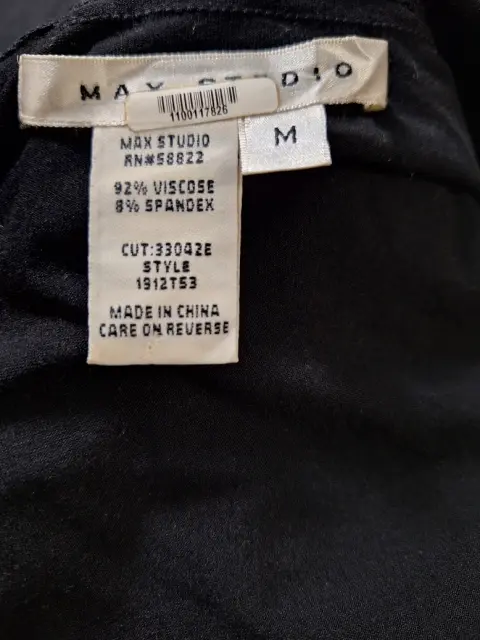 MAX STUDIO
1100117626
M
MAX STUDIO
RN#58822
92% VISCOSE
8% SPANDEX
CUT:33042E
STYLE
1912T53
MADE IN CHINA
CARE ON REVERSE